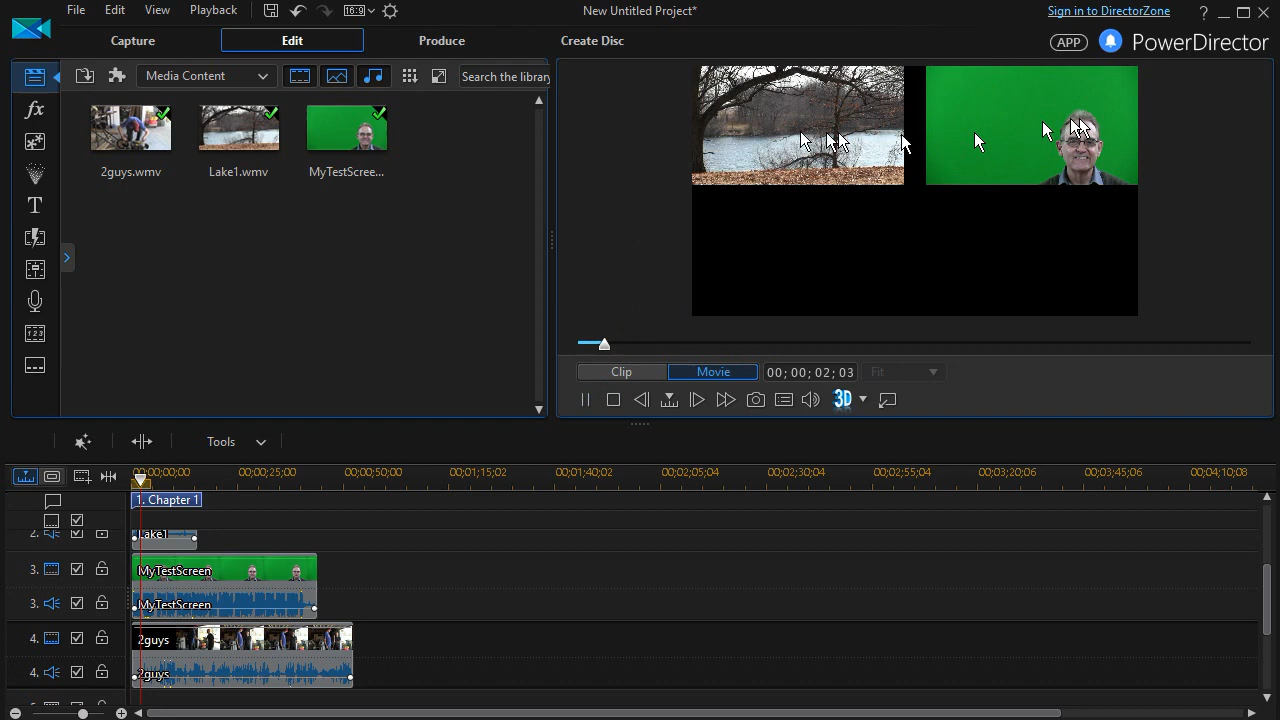 File Edit View Playback
16:9
New Untitled Project*
Sign in to DirectorZone
?
Capture
Edit
Produce
Create Disc
APP
PowerDirector
Media Content
Search the library
fx
T
1 2 3
2guys.wmv
Lake1.wmv
MyTestScree...
Clip
Movie
00; 00; 02; 03
Fit
3D
Tools
00;00;00;00
00;00;25;00
00;00;50;00
00;01;15;02
00;01;40;02
00;02;05;04
00;02;30;04
00;02;55;04
00;03;20;06
00;03;45;06
00;04;10;08
1. Chapter 1
2.
Lake1
3.
MyTestScreen
3.
MyTestScreen
4.
2guys
4.
2guys